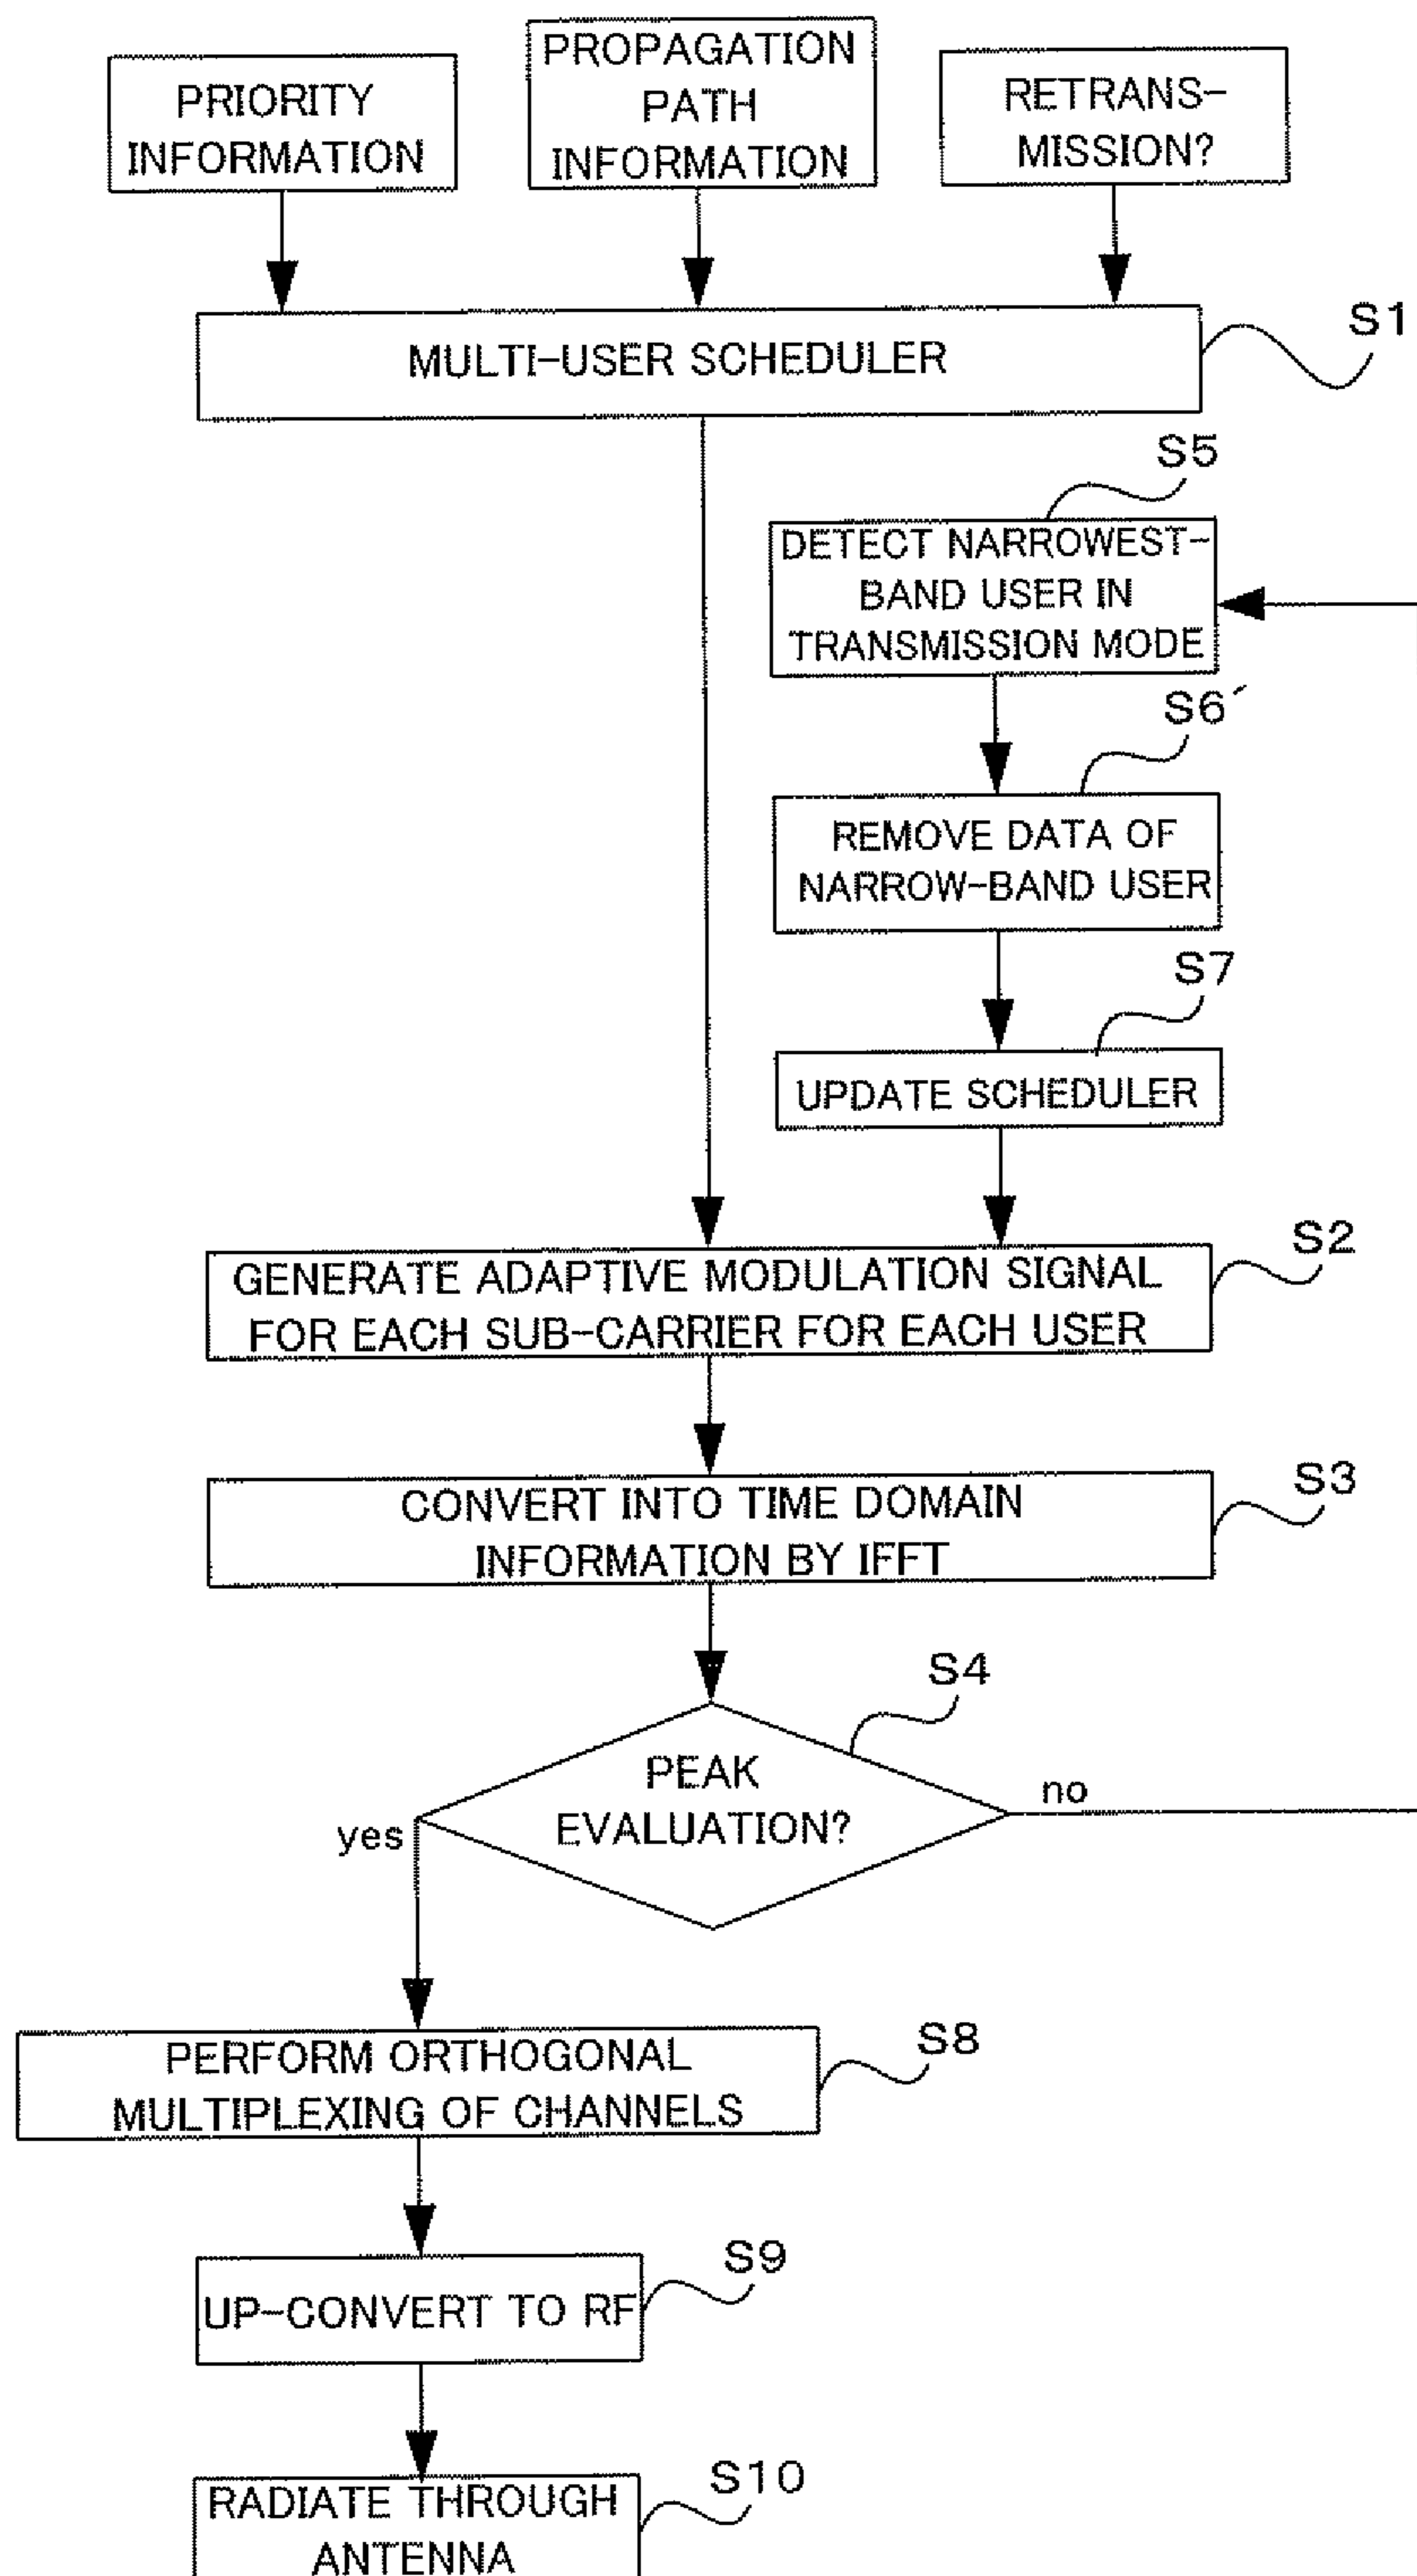 PRIORITY
INFORMATION
PROPAGATION
PATH
INFORMATION
RETRANS-
MISSION?
MULTI-USER SCHEDULER
S1
S5
DETECT NARROWEST-
BAND USER IN
TRANSMISSION MODE
S6´
REMOVE DATA OF
NARROW-BAND USER
S7
UPDATE SCHEDULER
S2
GENERATE ADAPTIVE MODULATION SIGNAL
FOR EACH SUB-CARRIER FOR EACH USER
S3
CONVERT INTO TIME DOMAIN
INFORMATION BY IFFT
S4
PEAK
EVALUATION?
no
yes
S8
PERFORM ORTHOGONAL
MULTIPLEXING OF CHANNELS
S9
UP-CONVERT TO RF
S10
RADIATE THROUGH
ANTENNA